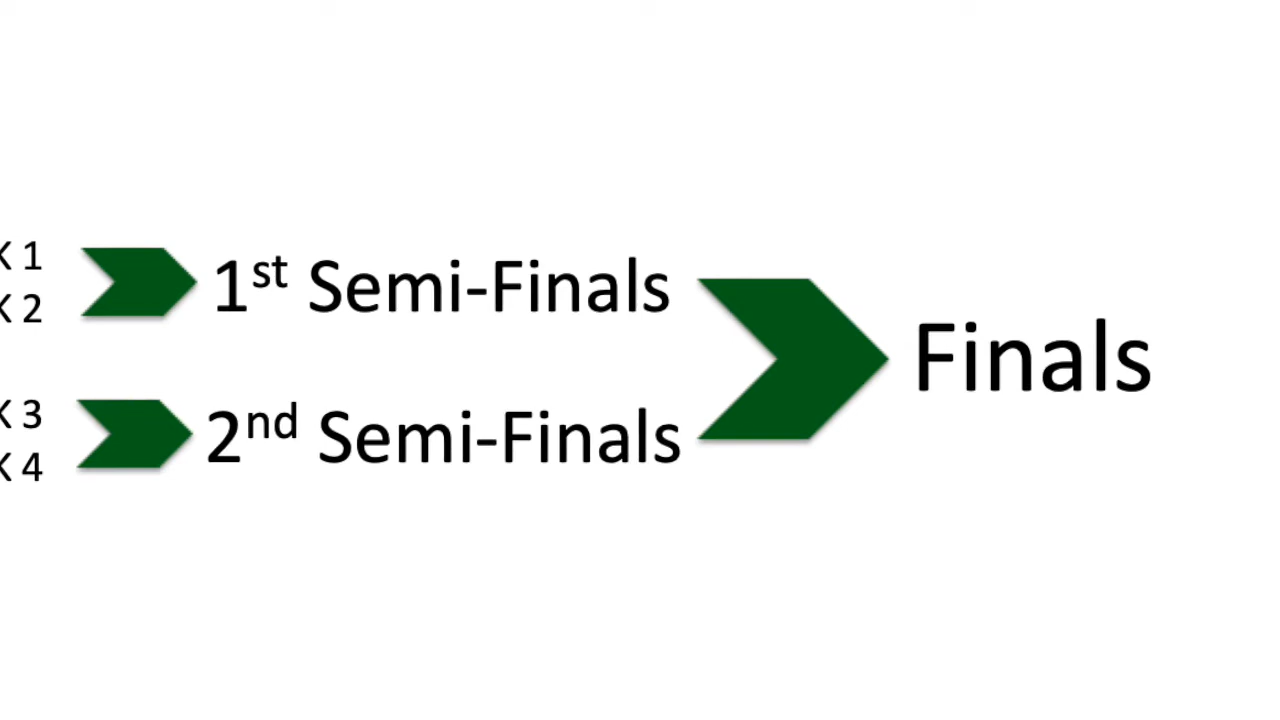 K 1
K 2
1st Semi-Finals
K 3
K 4
2nd Semi-Finals
Finals